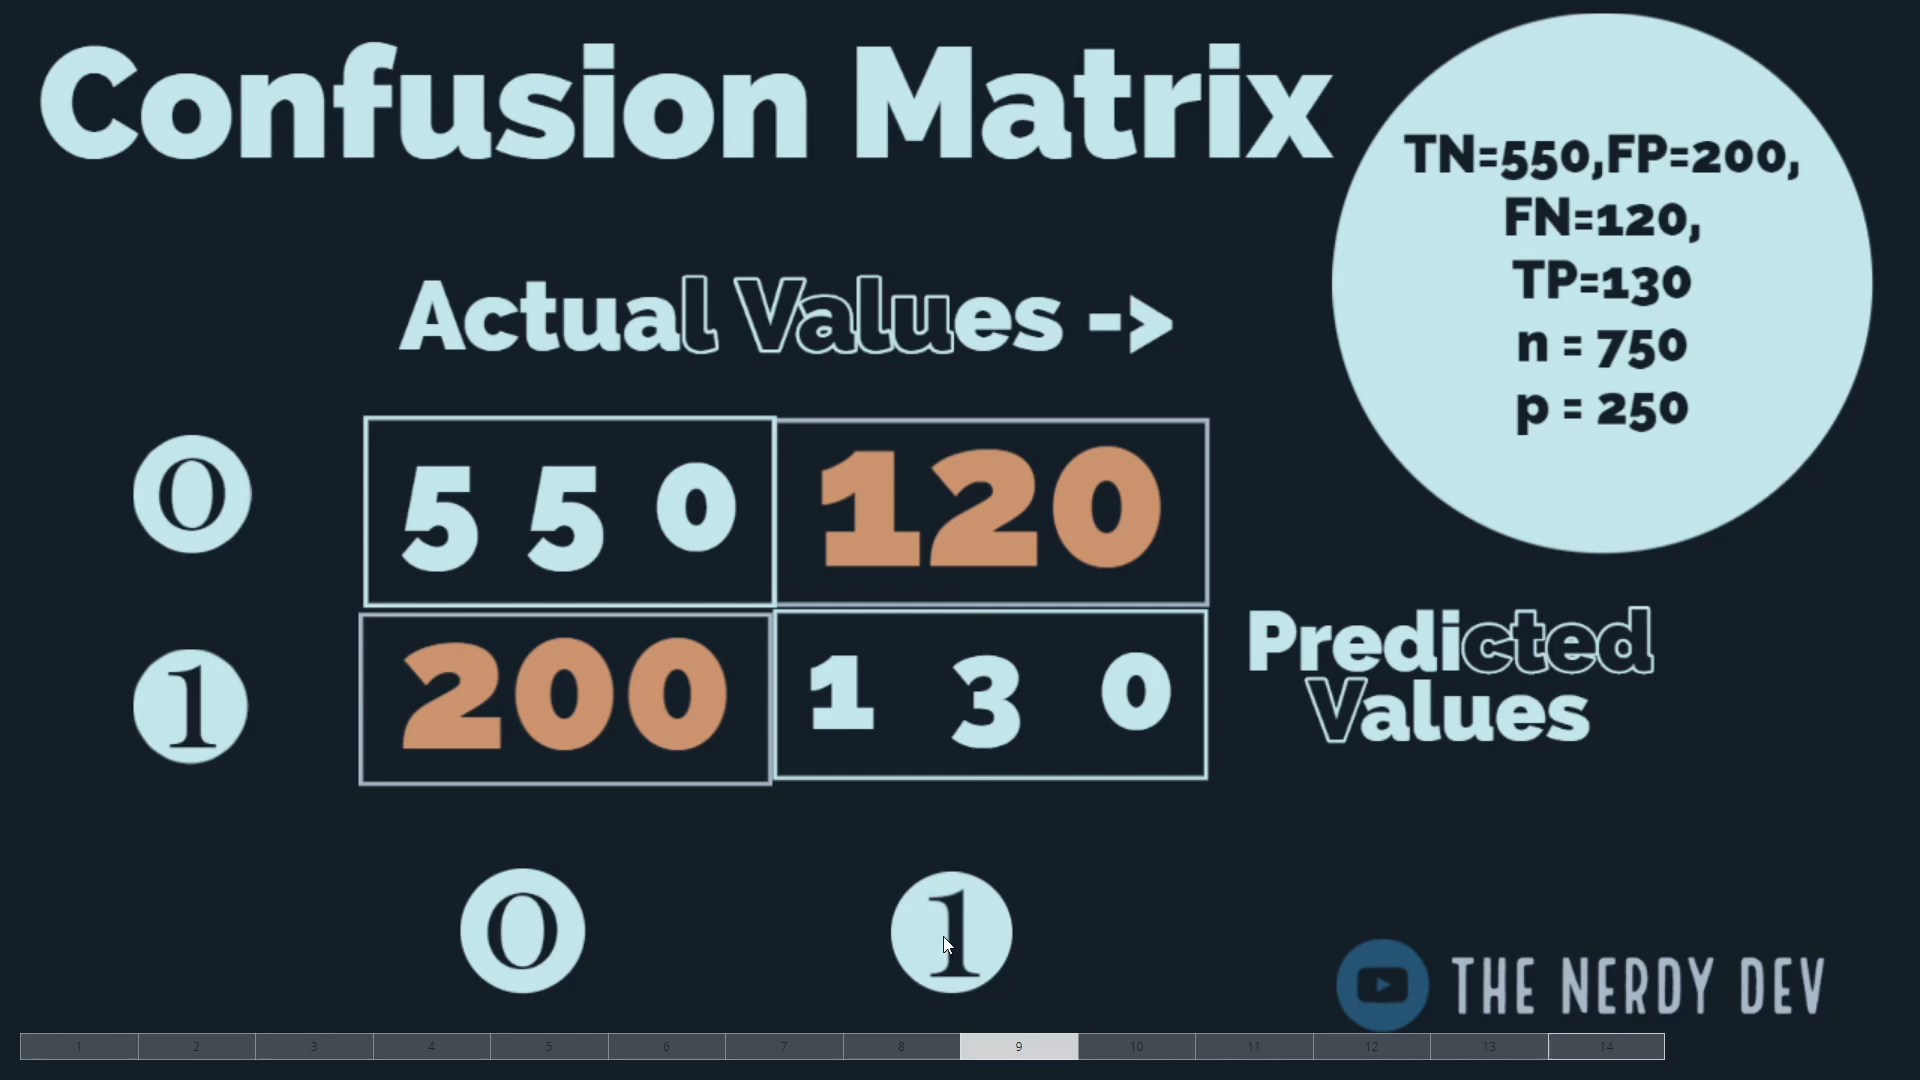 Confusion Matrix
TN=550,FP=200,
FN=120,
TP=130
n = 750
p = 250
Actual Values ->
0
5 5 0
120
1
200
1 3 0
Predicted
Values
0
1
THE NERDY DEV
1 2 3 4 5 6 7 8 9 10 11 12 13 14